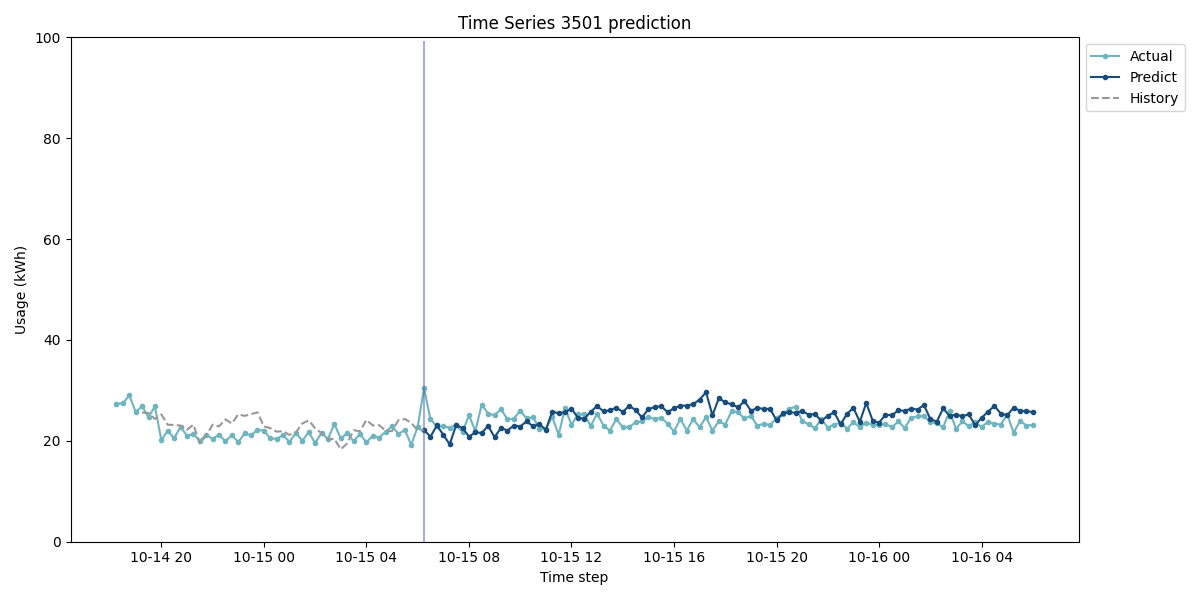 Time Series 3501 prediction
100
80
60
40
20
0
Usage (kWh)
10-14 20
10-15 00
10-15 04
10-15 08
10-15 12
10-15 16
10-15 20
10-16 00
10-16 04
Time step
Actual
Predict
History